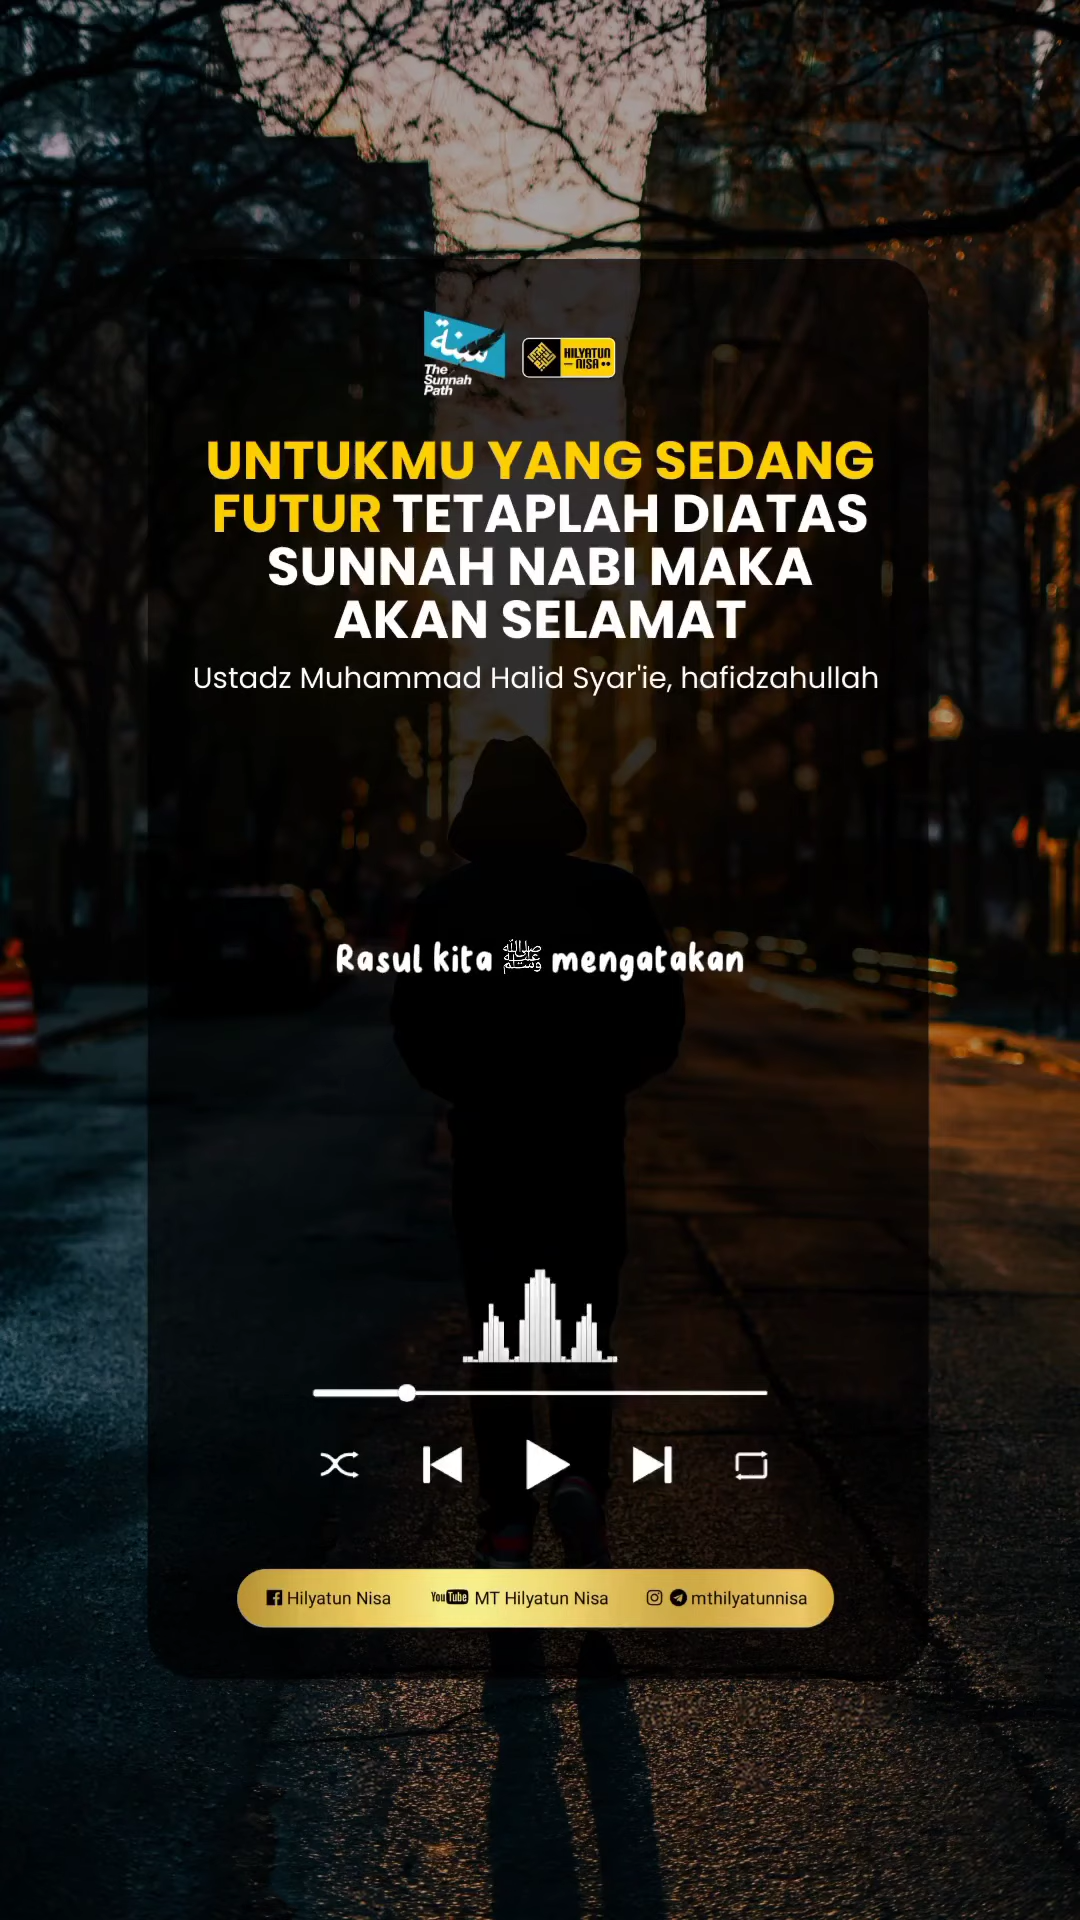 سنة
The
Sunnah
Path
HILYATUN
NISA
UNTUKMU YANG SEDANG
FUTUR TETAPLAH DIATAS
SUNNAH NABI MAKA
AKAN SELAMAT
Ustadz Muhammad Halid Syar'ie, hafidzahullah
Rasul kita ﷺ mengatakan
Hilyatun Nisa YouTube MT Hilyatun Nisa mthilyatunnisa